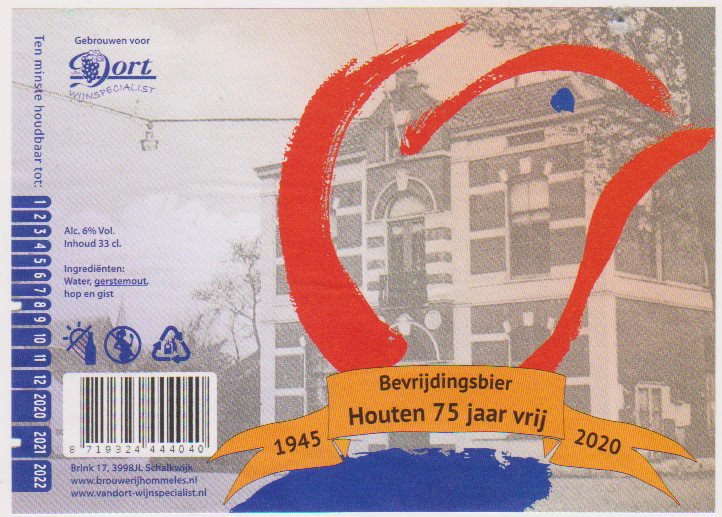 Ten minste houdbaar tot:
1 2 3 4 5 6 7 8 9 10 11 12 2020 2021 2022
Gebrouwen voor
Dort
WIJNSPECIALIST
Alc. 6% Vol.
Inhoud 33 cl.
Ingrediënten:
Water, gerstemout,
hop en gist
8 719324 444040
Brink 17, 3998JL Schalkwijk
www.brouwerijhommeles.nl
www.vandort-wijnspecialist.nl
Bevrijdingsbier
Houten 75 jaar vrij
1945
2020